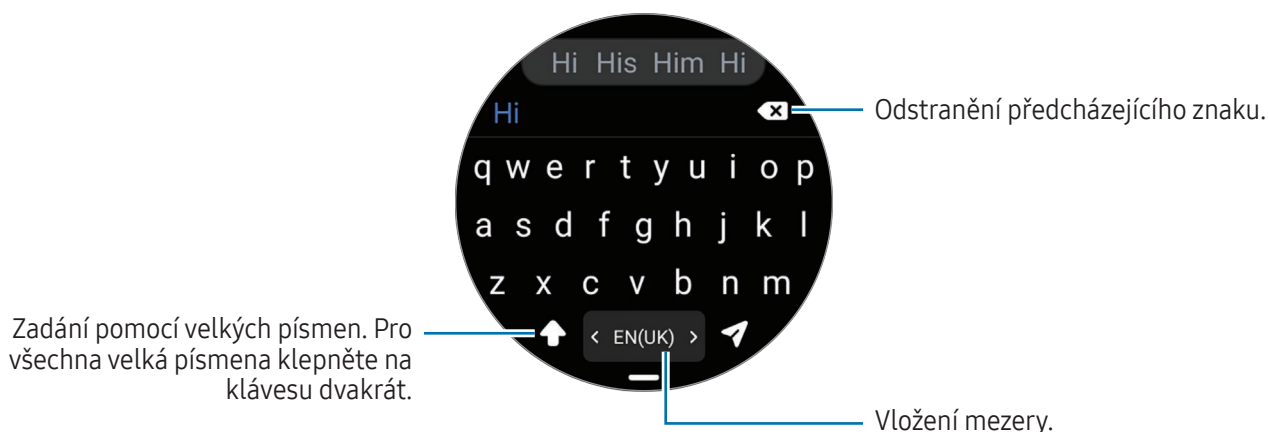 Hi His Him Hi
Hi
Odstranění předcházejícího znaku.
q w e r t y u i o p
a s d f g h j k l
z x c v b n m
Zadání pomocí velkých písmen. Pro
všechna velká písmena klepněte na
klávesu dvakrát.
< EN(UK) >
Vložení mezery.